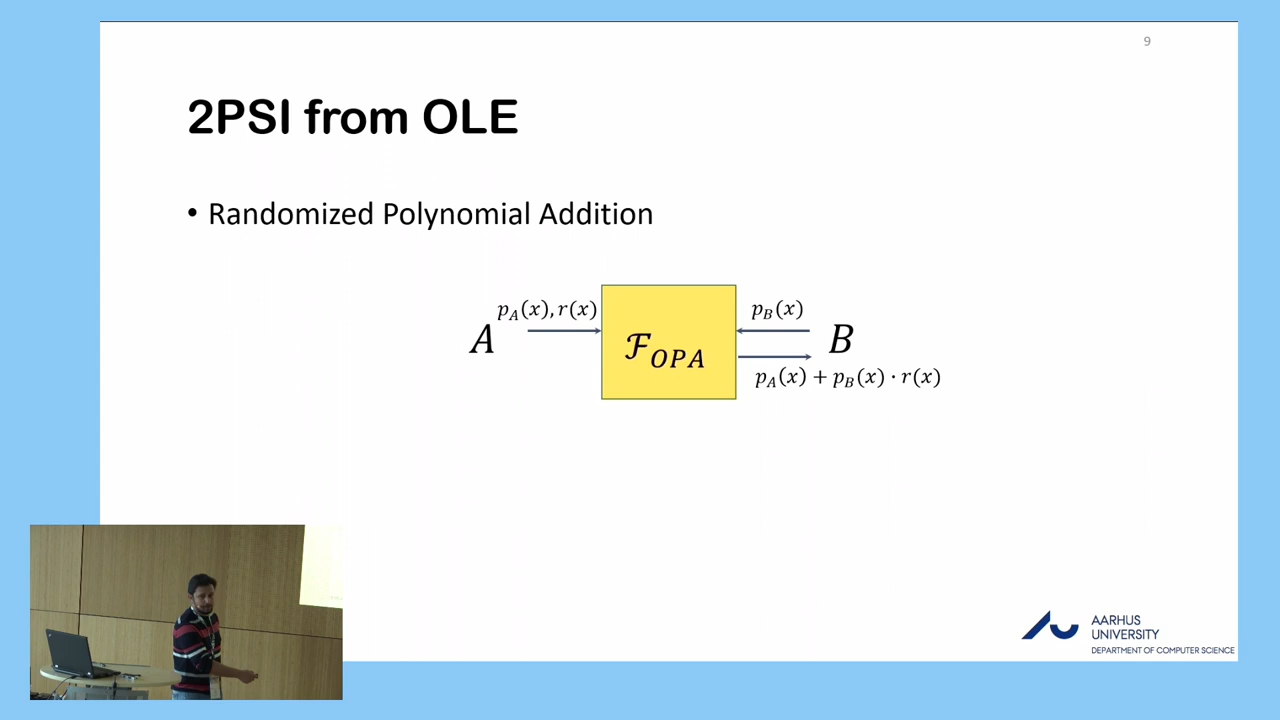 9
2PSI from OLE
• Randomized Polynomial Addition
A
p_A(x), r(x)
ℱ_OPA
p_B(x)
B
p_A(x) + p_B(x) · r(x)
AARHUS
UNIVERSITY
DEPARTMENT OF COMPUTER SCIENCE